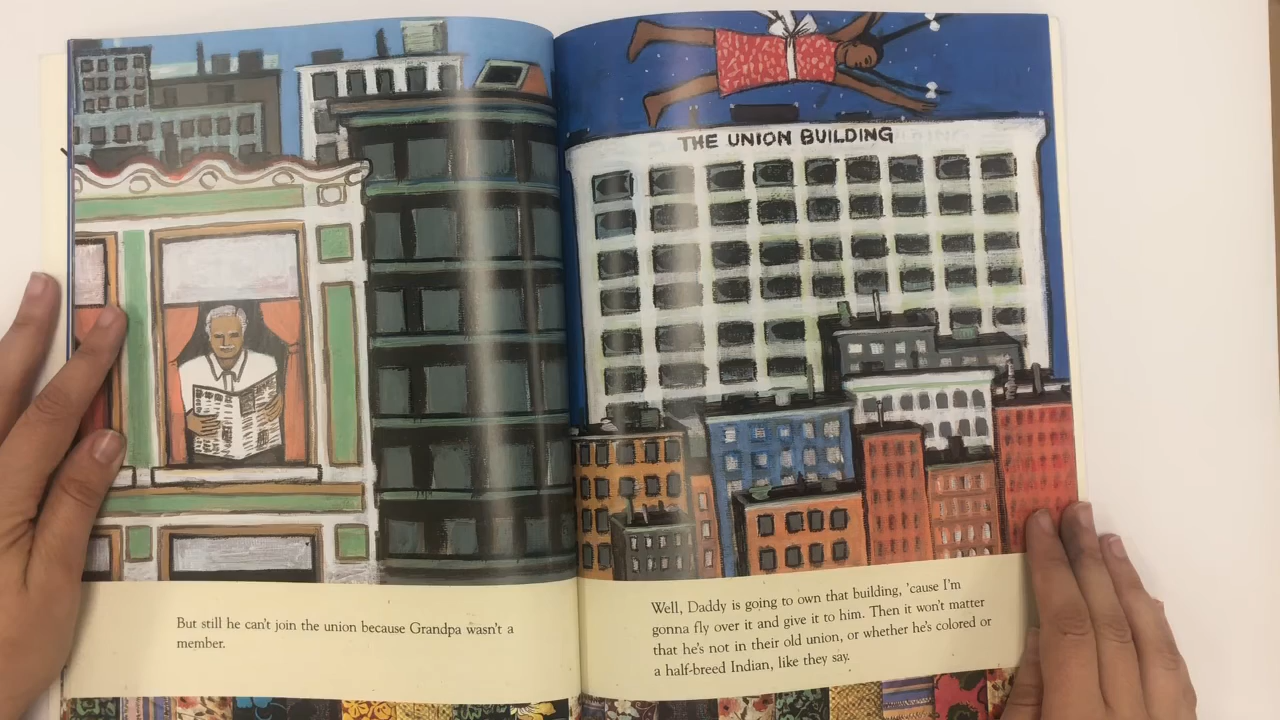 THE UNION BUILDING
But still he can't join the union because Grandpa wasn't a
member.
Well, Daddy is going to own that building, 'cause I'm
gonna fly over it and give it to him. Then it won't matter
that he's not in their old union, or whether he's colored or
a half-breed Indian, like they say.